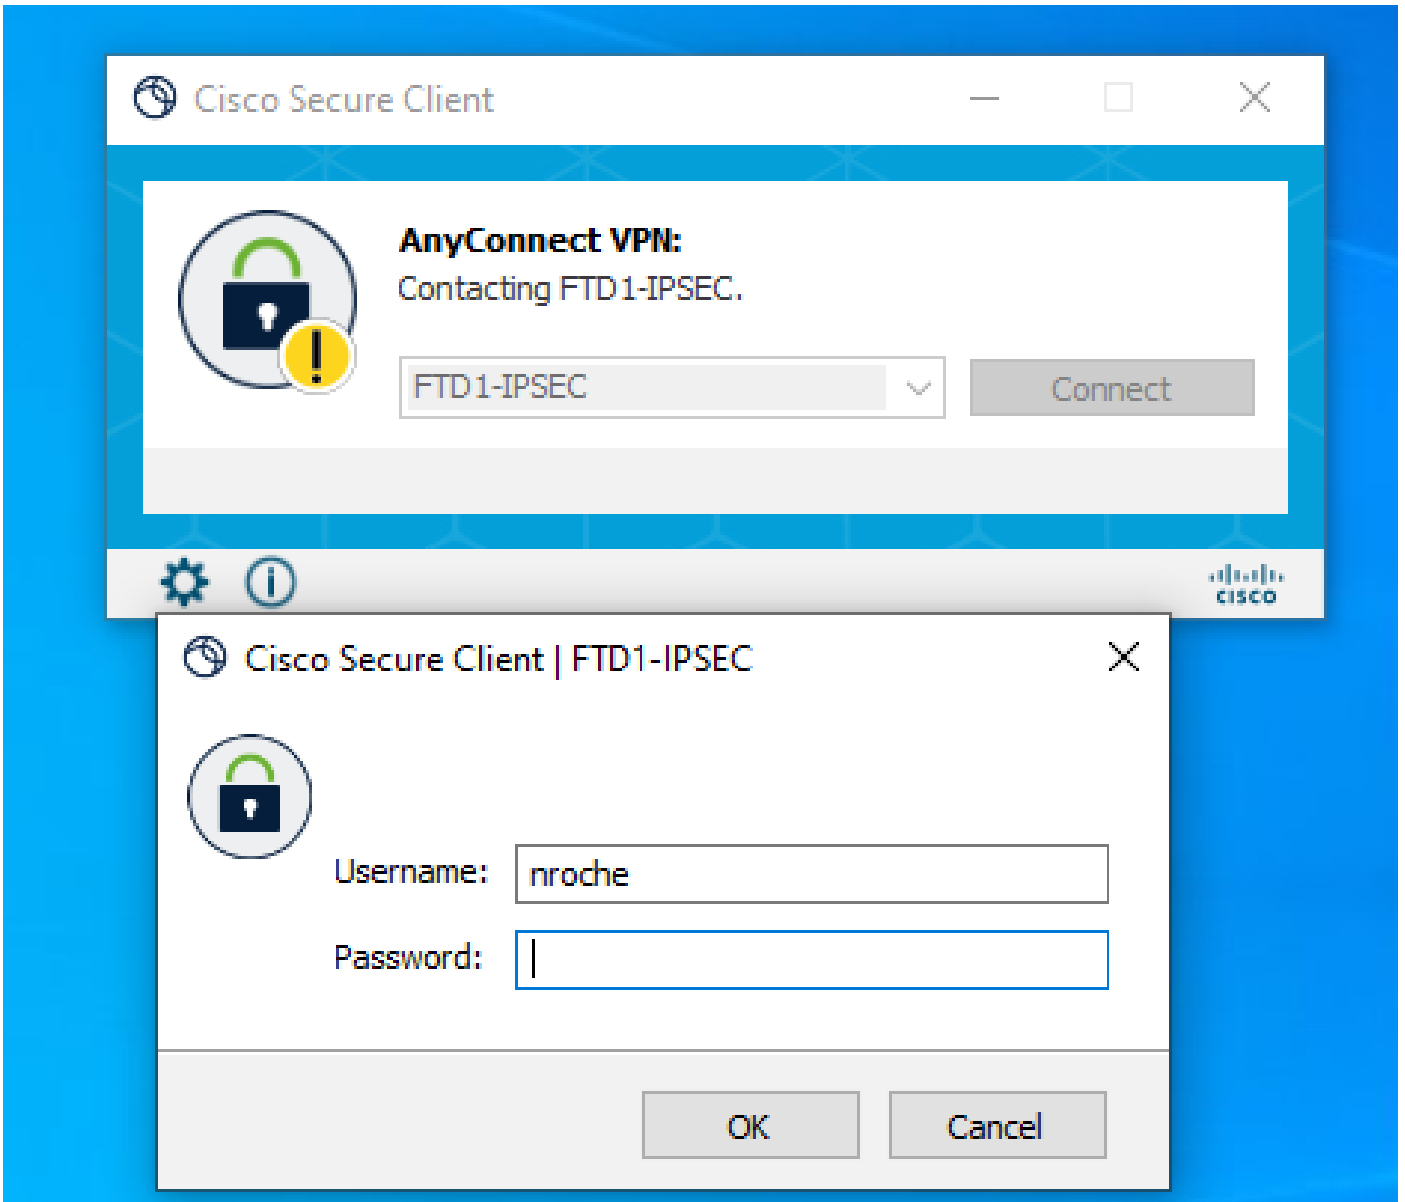 Cisco Secure Client
AnyConnect VPN:
Contacting FTD1-IPSEC.
FTD1-IPSEC
Connect
CISCO
Cisco Secure Client | FTD1-IPSEC
Username:
nroche
Password:
OK
Cancel